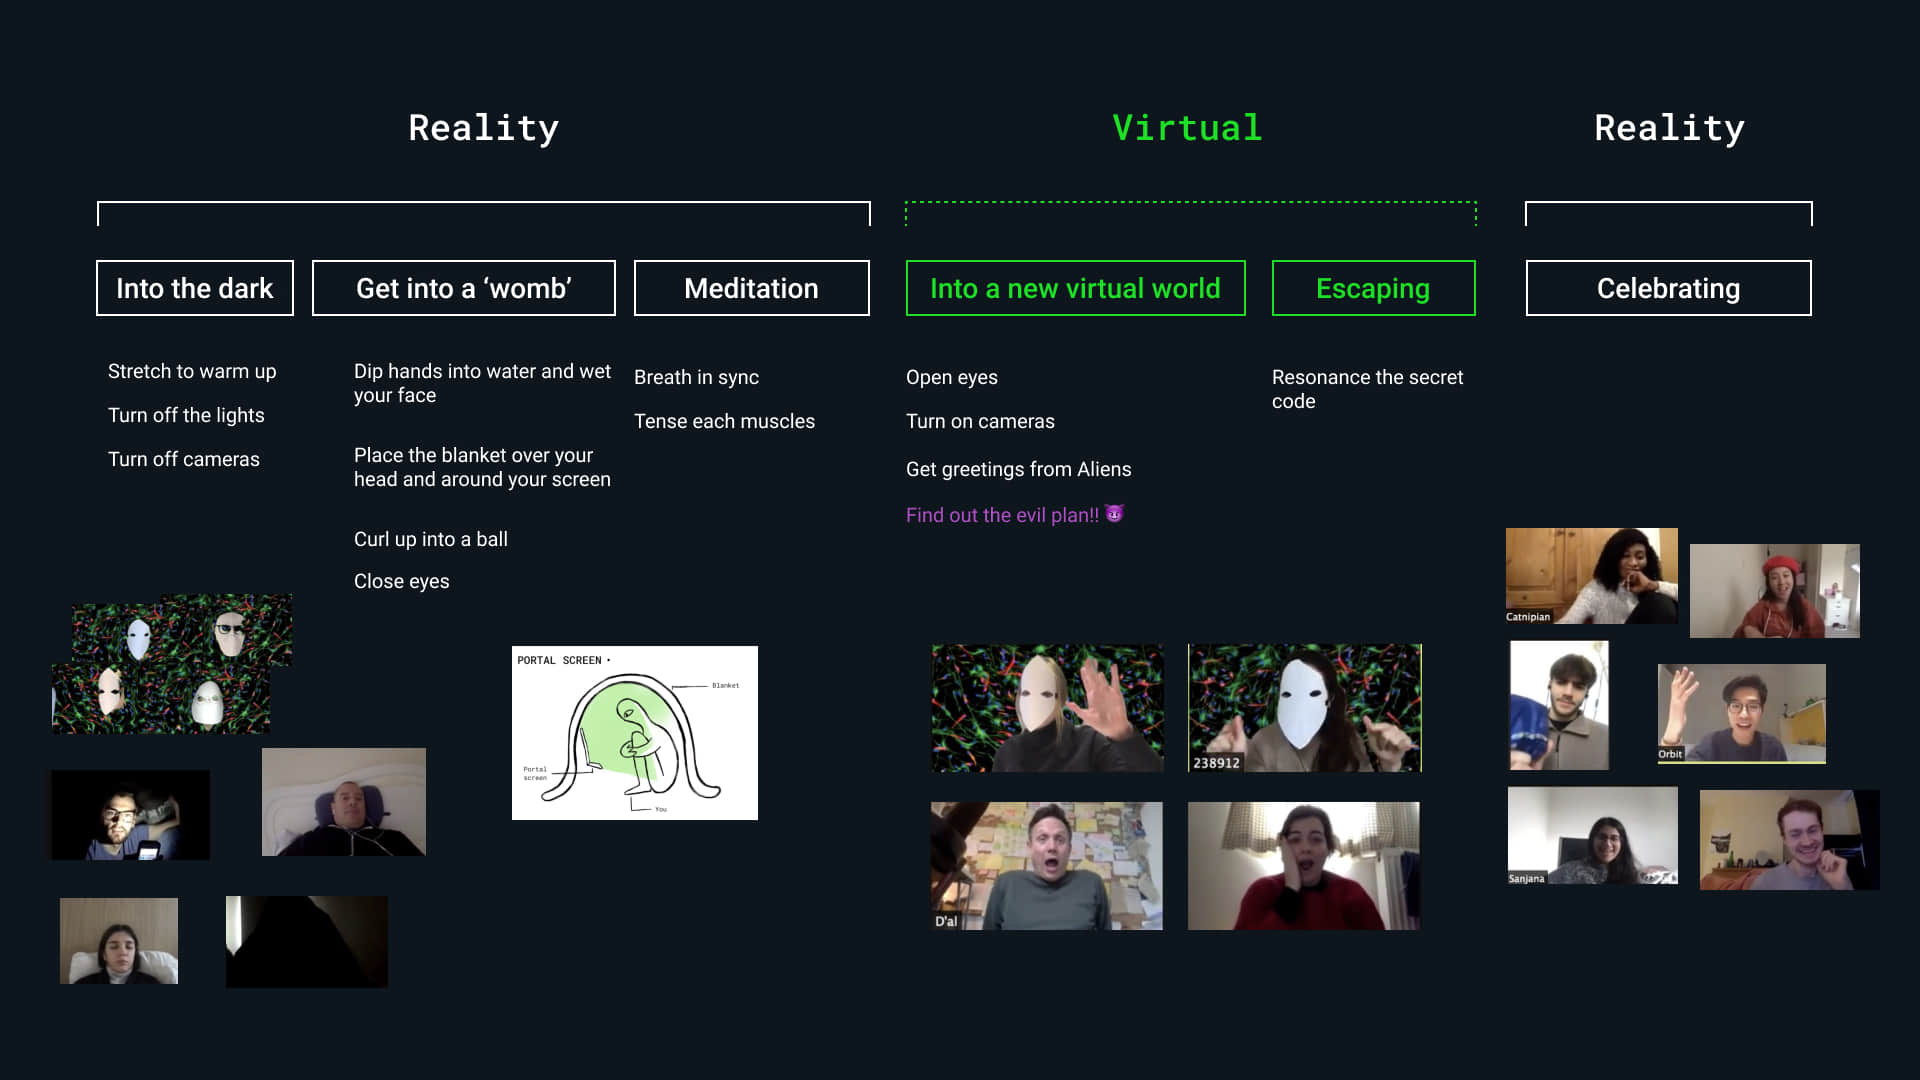 Reality
Virtual
Reality
Into the dark
Get into a ‘womb’
Meditation
Into a new virtual world
Escaping
Celebrating
Stretch to warm up
Turn off the lights
Turn off cameras
Dip hands into water and wet
your face
Place the blanket over your
head and around your screen
Curl up into a ball
Close eyes
Breath in sync
Tense each muscles
Open eyes
Turn on cameras
Get greetings from Aliens
Find out the evil plan!! 😈
Resonance the secret
code
PORTAL SCREEN •
Blanket
Portal
screen
You
238912
D'al
Catnipian
Orbit
Sanjana